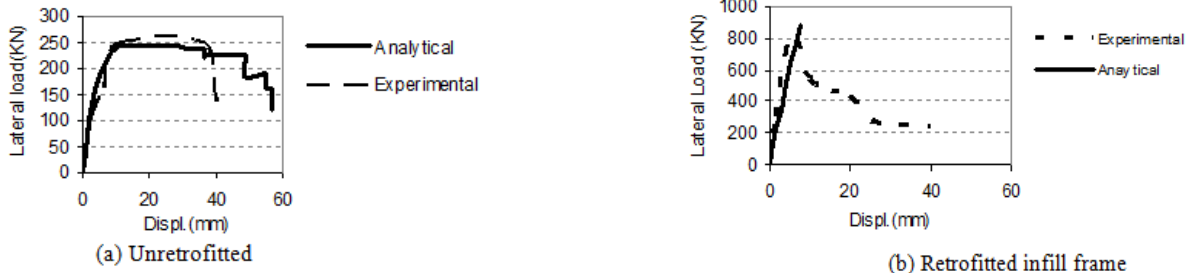 300
250
200
150
100
50
0
Lateral load(KN)
0 20 40 60
Displ.(mm)
Analytical
Experimental
(a) Unretrofitted
1000
800
600
400
200
0
Lateral Load (KN)
0 20 40 60
Displ.(mm)
Experimental
Anaytical
(b) Retrofitted infill frame